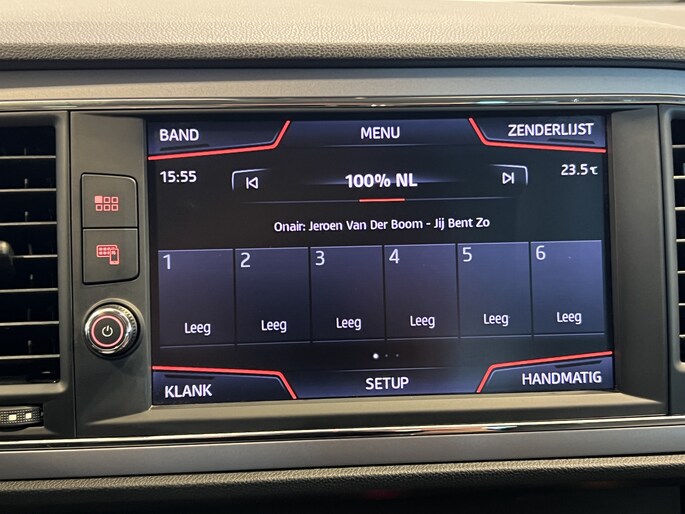 BAND MENU ZENDERLIJST
15:55 100% NL 23.5℃
Onair: Jeroen Van Der Boom - Jij Bent Zo
1 2 3 4 5 6
Leeg Leeg Leeg Leeg Leeg Leeg
KLANK SETUP HANDMATIG